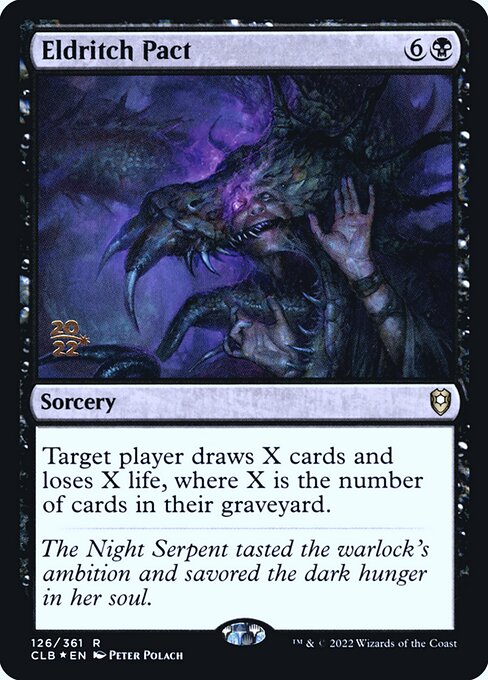 Eldritch Pact 6
20
22
Sorcery
Target player draws X cards and
loses X life, where X is the number
of cards in their graveyard.
The Night Serpent tasted the warlock's
ambition and savored the dark hunger
in her soul.
126/361 R
CLB ★ EN Peter Polach
™ & © 2022 Wizards of the Coast